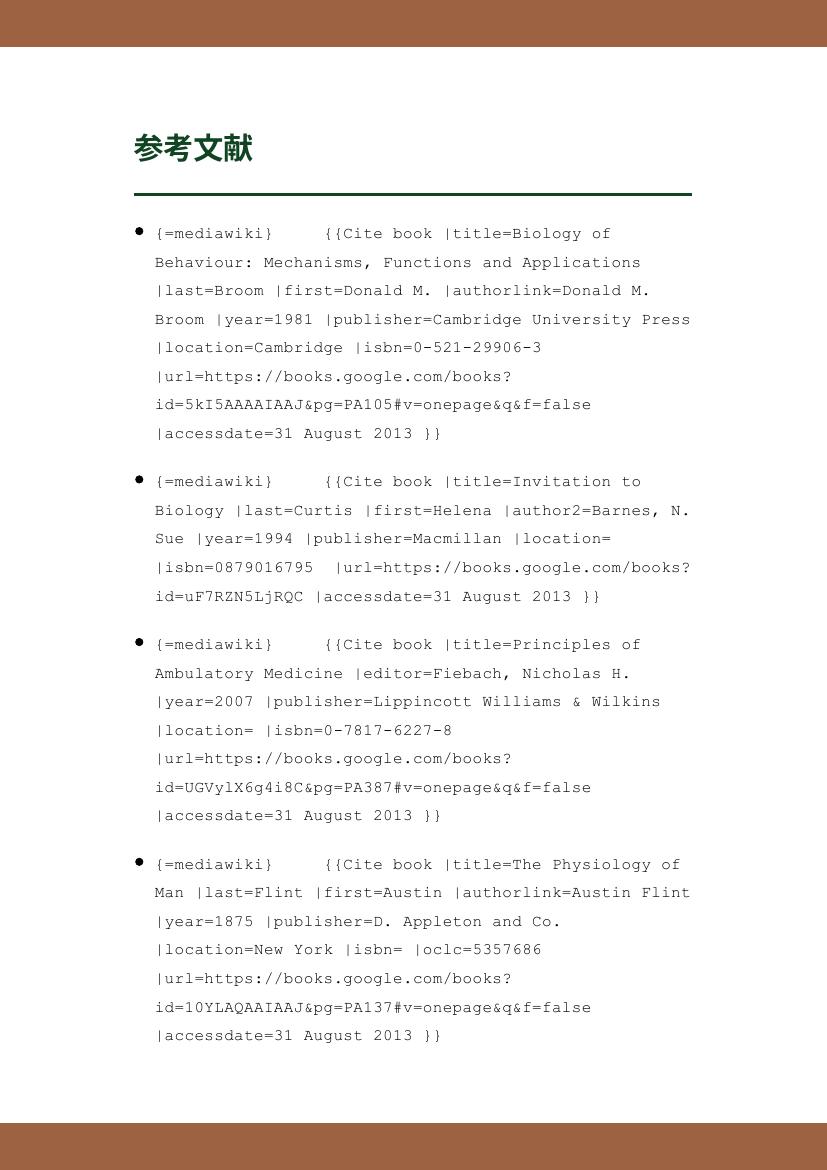 参考文献
• {=mediawiki}     {{Cite book |title=Biology of
Behaviour: Mechanisms, Functions and Applications
|last=Broom |first=Donald M. |authorlink=Donald M.
Broom |year=1981 |publisher=Cambridge University Press
|location=Cambridge |isbn=0-521-29906-3
|url=https://books.google.com/books?
id=5kI5AAAAIAAJ&pg=PA105#v=onepage&q&f=false
|accessdate=31 August 2013 }}
• {=mediawiki}     {{Cite book |title=Invitation to
Biology |last=Curtis |first=Helena |author2=Barnes, N.
Sue |year=1994 |publisher=Macmillan |location=
|isbn=0879016795  |url=https://books.google.com/books?
id=uF7RZN5LjRQC |accessdate=31 August 2013 }}
• {=mediawiki}     {{Cite book |title=Principles of
Ambulatory Medicine |editor=Fiebach, Nicholas H.
|year=2007 |publisher=Lippincott Williams & Wilkins
|location= |isbn=0-7817-6227-8
|url=https://books.google.com/books?
id=UGVylX6g4i8C&pg=PA387#v=onepage&q&f=false
|accessdate=31 August 2013 }}
• {=mediawiki}     {{Cite book |title=The Physiology of
Man |last=Flint |first=Austin |authorlink=Austin Flint
|year=1875 |publisher=D. Appleton and Co.
|location=New York |isbn= |oclc=5357686
|url=https://books.google.com/books?
id=10YLAQAAIAAJ&pg=PA137#v=onepage&q&f=false
|accessdate=31 August 2013 }}